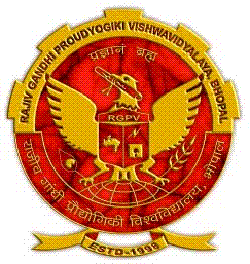 RAJIV GANDHI PROUDYOGIKI VISHWAVIDYALAYA, BHOPAL
प्रज्ञानं ब्रह्म
RGPV
राजीव गांधी प्रौद्योगिकी विश्वविद्यालय, भोपाल
ESTD-1998